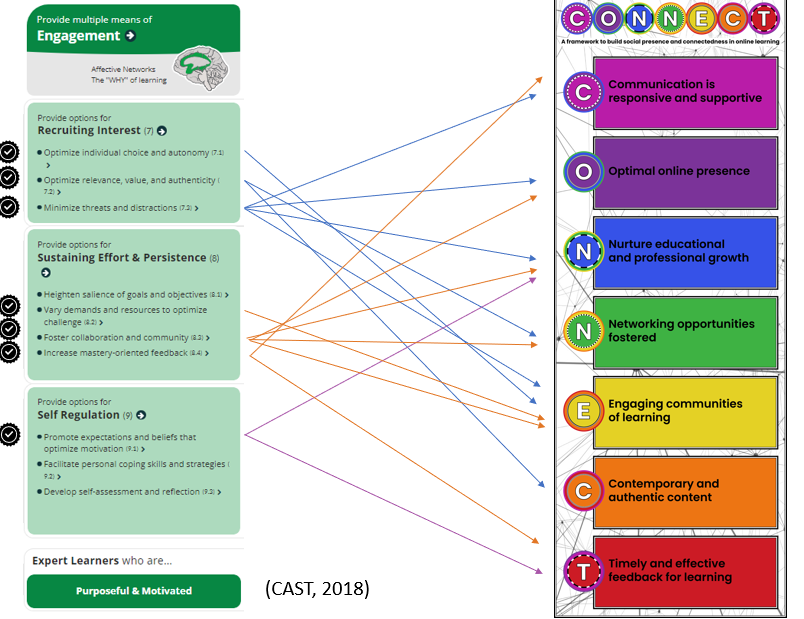 Provide multiple means of
Engagement
Affective Networks
The "WHY" of learning
Provide options for
Recruiting Interest (7)
Optimize individual choice and autonomy (7.1)
Optimize relevance, value, and authenticity (
7.2)
Minimize threats and distractions (7.3)
Provide options for
Sustaining Effort & Persistence (8)
Heighten salience of goals and objectives (8.1)
Vary demands and resources to optimize
challenge (8.2)
Foster collaboration and community (8.3)
Increase mastery-oriented feedback (8.4)
Provide options for
Self Regulation (9)
Promote expectations and beliefs that
optimize motivation (9.1)
Facilitate personal coping skills and strategies (
9.2)
Develop self-assessment and reflection (9.3)
Expert Learners who are...
Purposeful & Motivated
(CAST, 2018)
CONNECT
A framework to build social presence and connectedness in online learning
C
Communication is
responsive and supportive
O
Optimal online presence
N
Nurture educational
and professional growth
N
Networking opportunities
fostered
E
Engaging communities
of learning
C
Contemporary and
authentic content
T
Timely and effective
feedback for learning